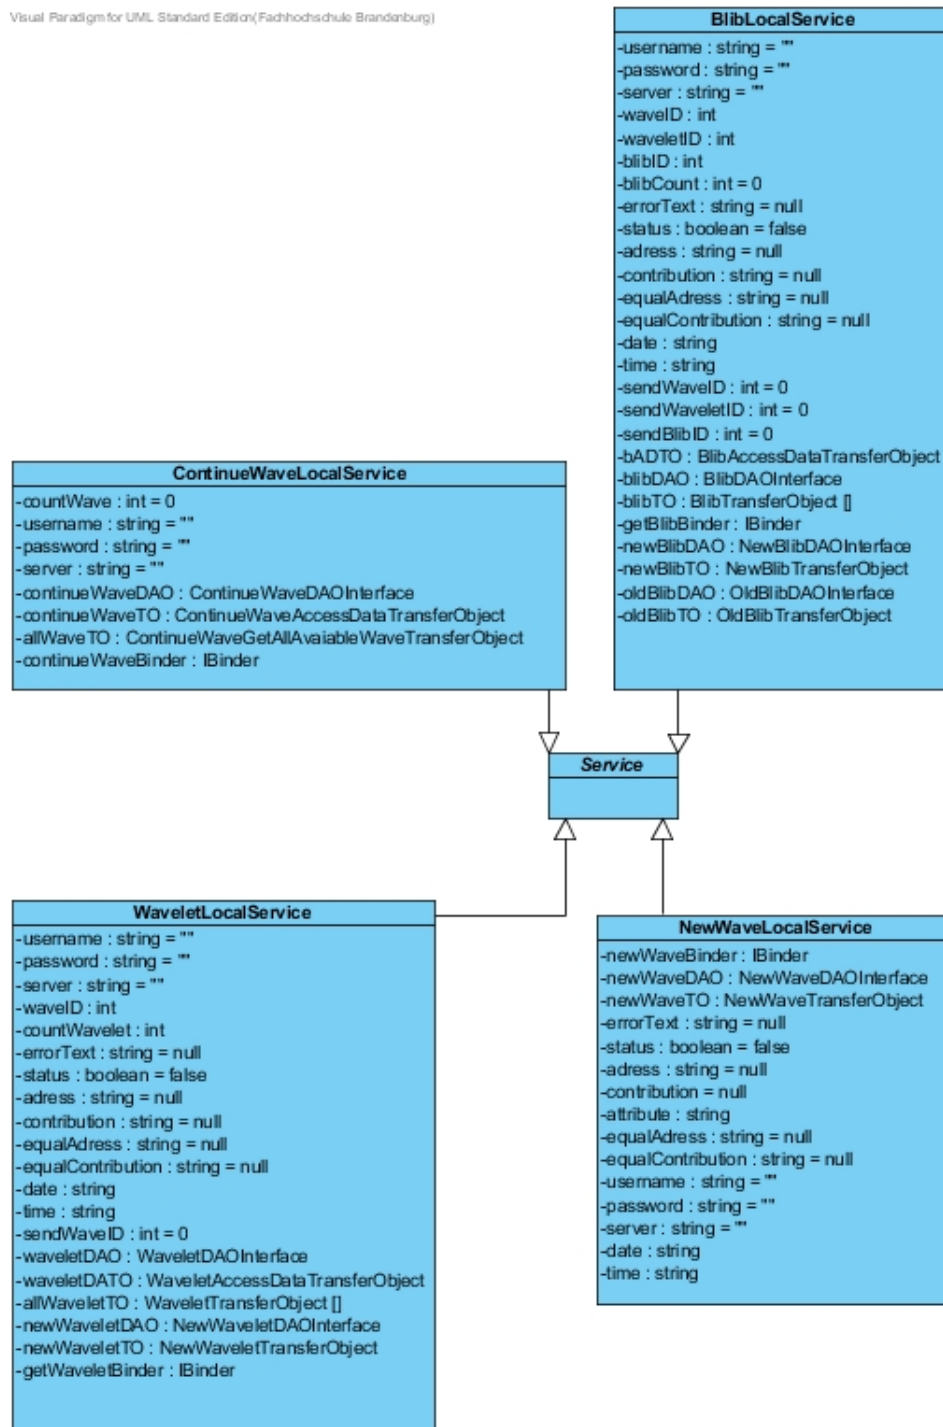 Visual Paradigm for UML Standard Edition(Fachhochschule Brandenburg)
BlibLocalService
-username : string = ""
-password : string = ""
-server : string = ""
-waveID : int
-waveletID : int
-blibID : int
-blibCount : int = 0
-errorText : string = null
-status : boolean = false
-adress : string = null
-contribution : string = null
-equalAdress : string = null
-equalContribution : string = null
-date : string
-time : string
-sendWaveID : int = 0
-sendWaveletID : int = 0
-sendBlibID : int = 0
-bADTO : BlibAccessDataTransferObject
-blibDAO : BlibDAOInterface
-blibTO : BlibTransferObject []
-getBlibBinder : IBinder
-newBlibDAO : NewBlibDAOInterface
-newBlibTO : NewBlibTransferObject
-oldBlibDAO : OldBlibDAOInterface
-oldBlibTO : OldBlibTransferObject
ContinueWaveLocalService
-countWave : int = 0
-username : string = ""
-password : string = ""
-server : string = ""
-continueWaveDAO : ContinueWaveDAOInterface
-continueWaveTO : ContinueWaveAccessDataTransferObject
-allWaveTO : ContinueWaveGetAllAvaiableWaveTransferObject
-continueWaveBinder : IBinder
Service
WaveletLocalService
-username : string = ""
-password : string = ""
-server : string = ""
-waveID : int
-countWavelet : int
-errorText : string = null
-status : boolean = false
-adress : string = null
-contribution : string = null
-equalAdress : string = null
-equalContribution : string = null
-date : string
-time : string
-sendWaveID : int = 0
-waveletDAO : WaveletDAOInterface
-waveletDATO : WaveletAccessDataTransferObject
-allWaveletTO : WaveletTransferObject []
-newWaveletDAO : NewWaveletDAOInterface
-newWaveletTO : NewWaveletTransferObject
-getWaveletBinder : IBinder
NewWaveLocalService
-newWaveBinder : IBinder
-newWaveDAO : NewWaveDAOInterface
-newWaveTO : NewWaveTransferObject
-errorText : string = null
-status : boolean = false
-adress : string = null
-contribution = null
-attribute : string
-equalAdress : string = null
-equalContribution : string = null
-username : string = ""
-password : string = ""
-server : string = ""
-date : string
-time : string